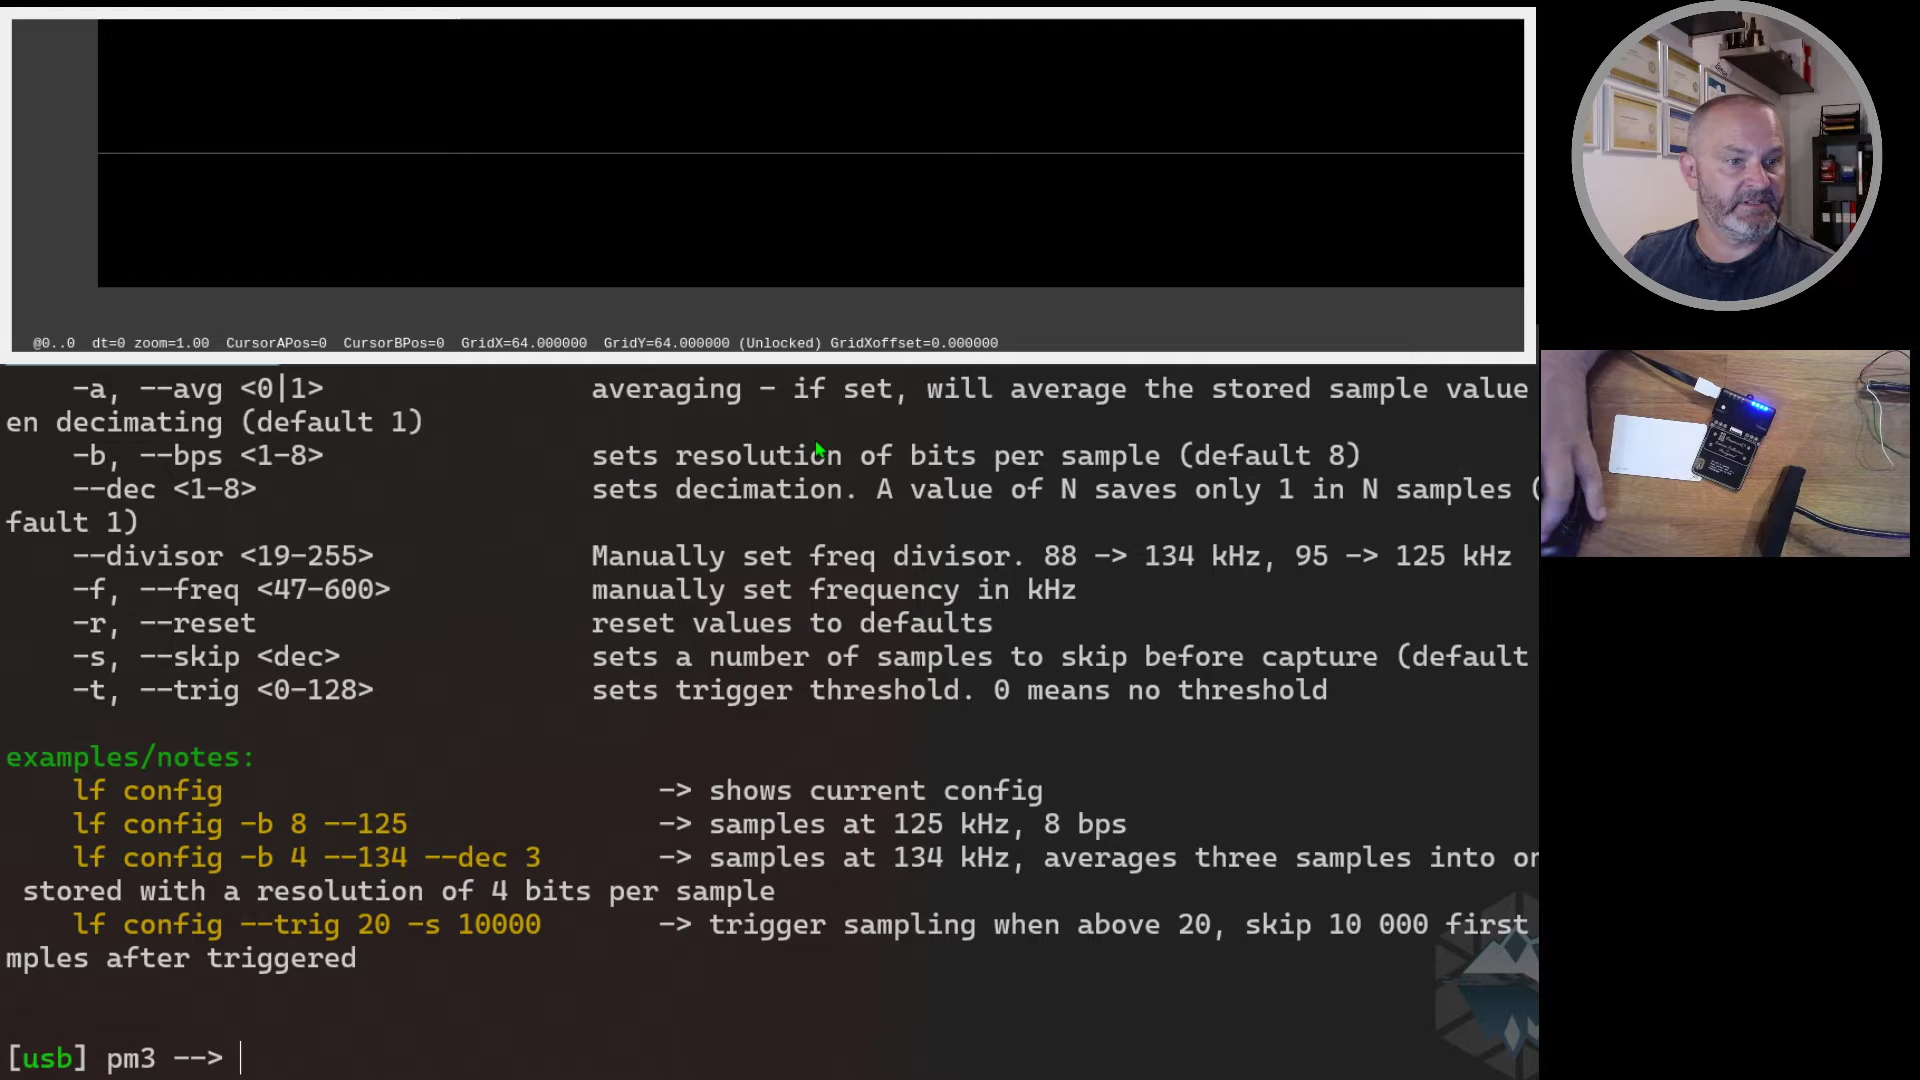 @0..0 dt=0 zoom=1.00 CursorAPos=0 CursorBPos=0 GridX=64.000000 GridY=64.000000 (Unlocked) GridXoffset=0.000000
-a, --avg <0|1> averaging - if set, will average the stored sample value
en decimating (default 1)
-b, --bps <1-8> sets resolution of bits per sample (default 8)
--dec <1-8> sets decimation. A value of N saves only 1 in N samples (
fault 1)
--divisor <19-255> Manually set freq divisor. 88 -> 134 kHz, 95 -> 125 kHz
-f, --freq <47-600> manually set frequency in kHz
-r, --reset reset values to defaults
-s, --skip <dec> sets a number of samples to skip before capture (default
-t, --trig <0-128> sets trigger threshold. 0 means no threshold
examples/notes:
lf config -> shows current config
lf config -b 8 --125 -> samples at 125 kHz, 8 bps
lf config -b 4 --134 --dec 3 -> samples at 134 kHz, averages three samples into on
stored with a resolution of 4 bits per sample
lf config --trig 20 -s 10000 -> trigger sampling when above 20, skip 10 000 first
mples after triggered
[usb] pm3 -->